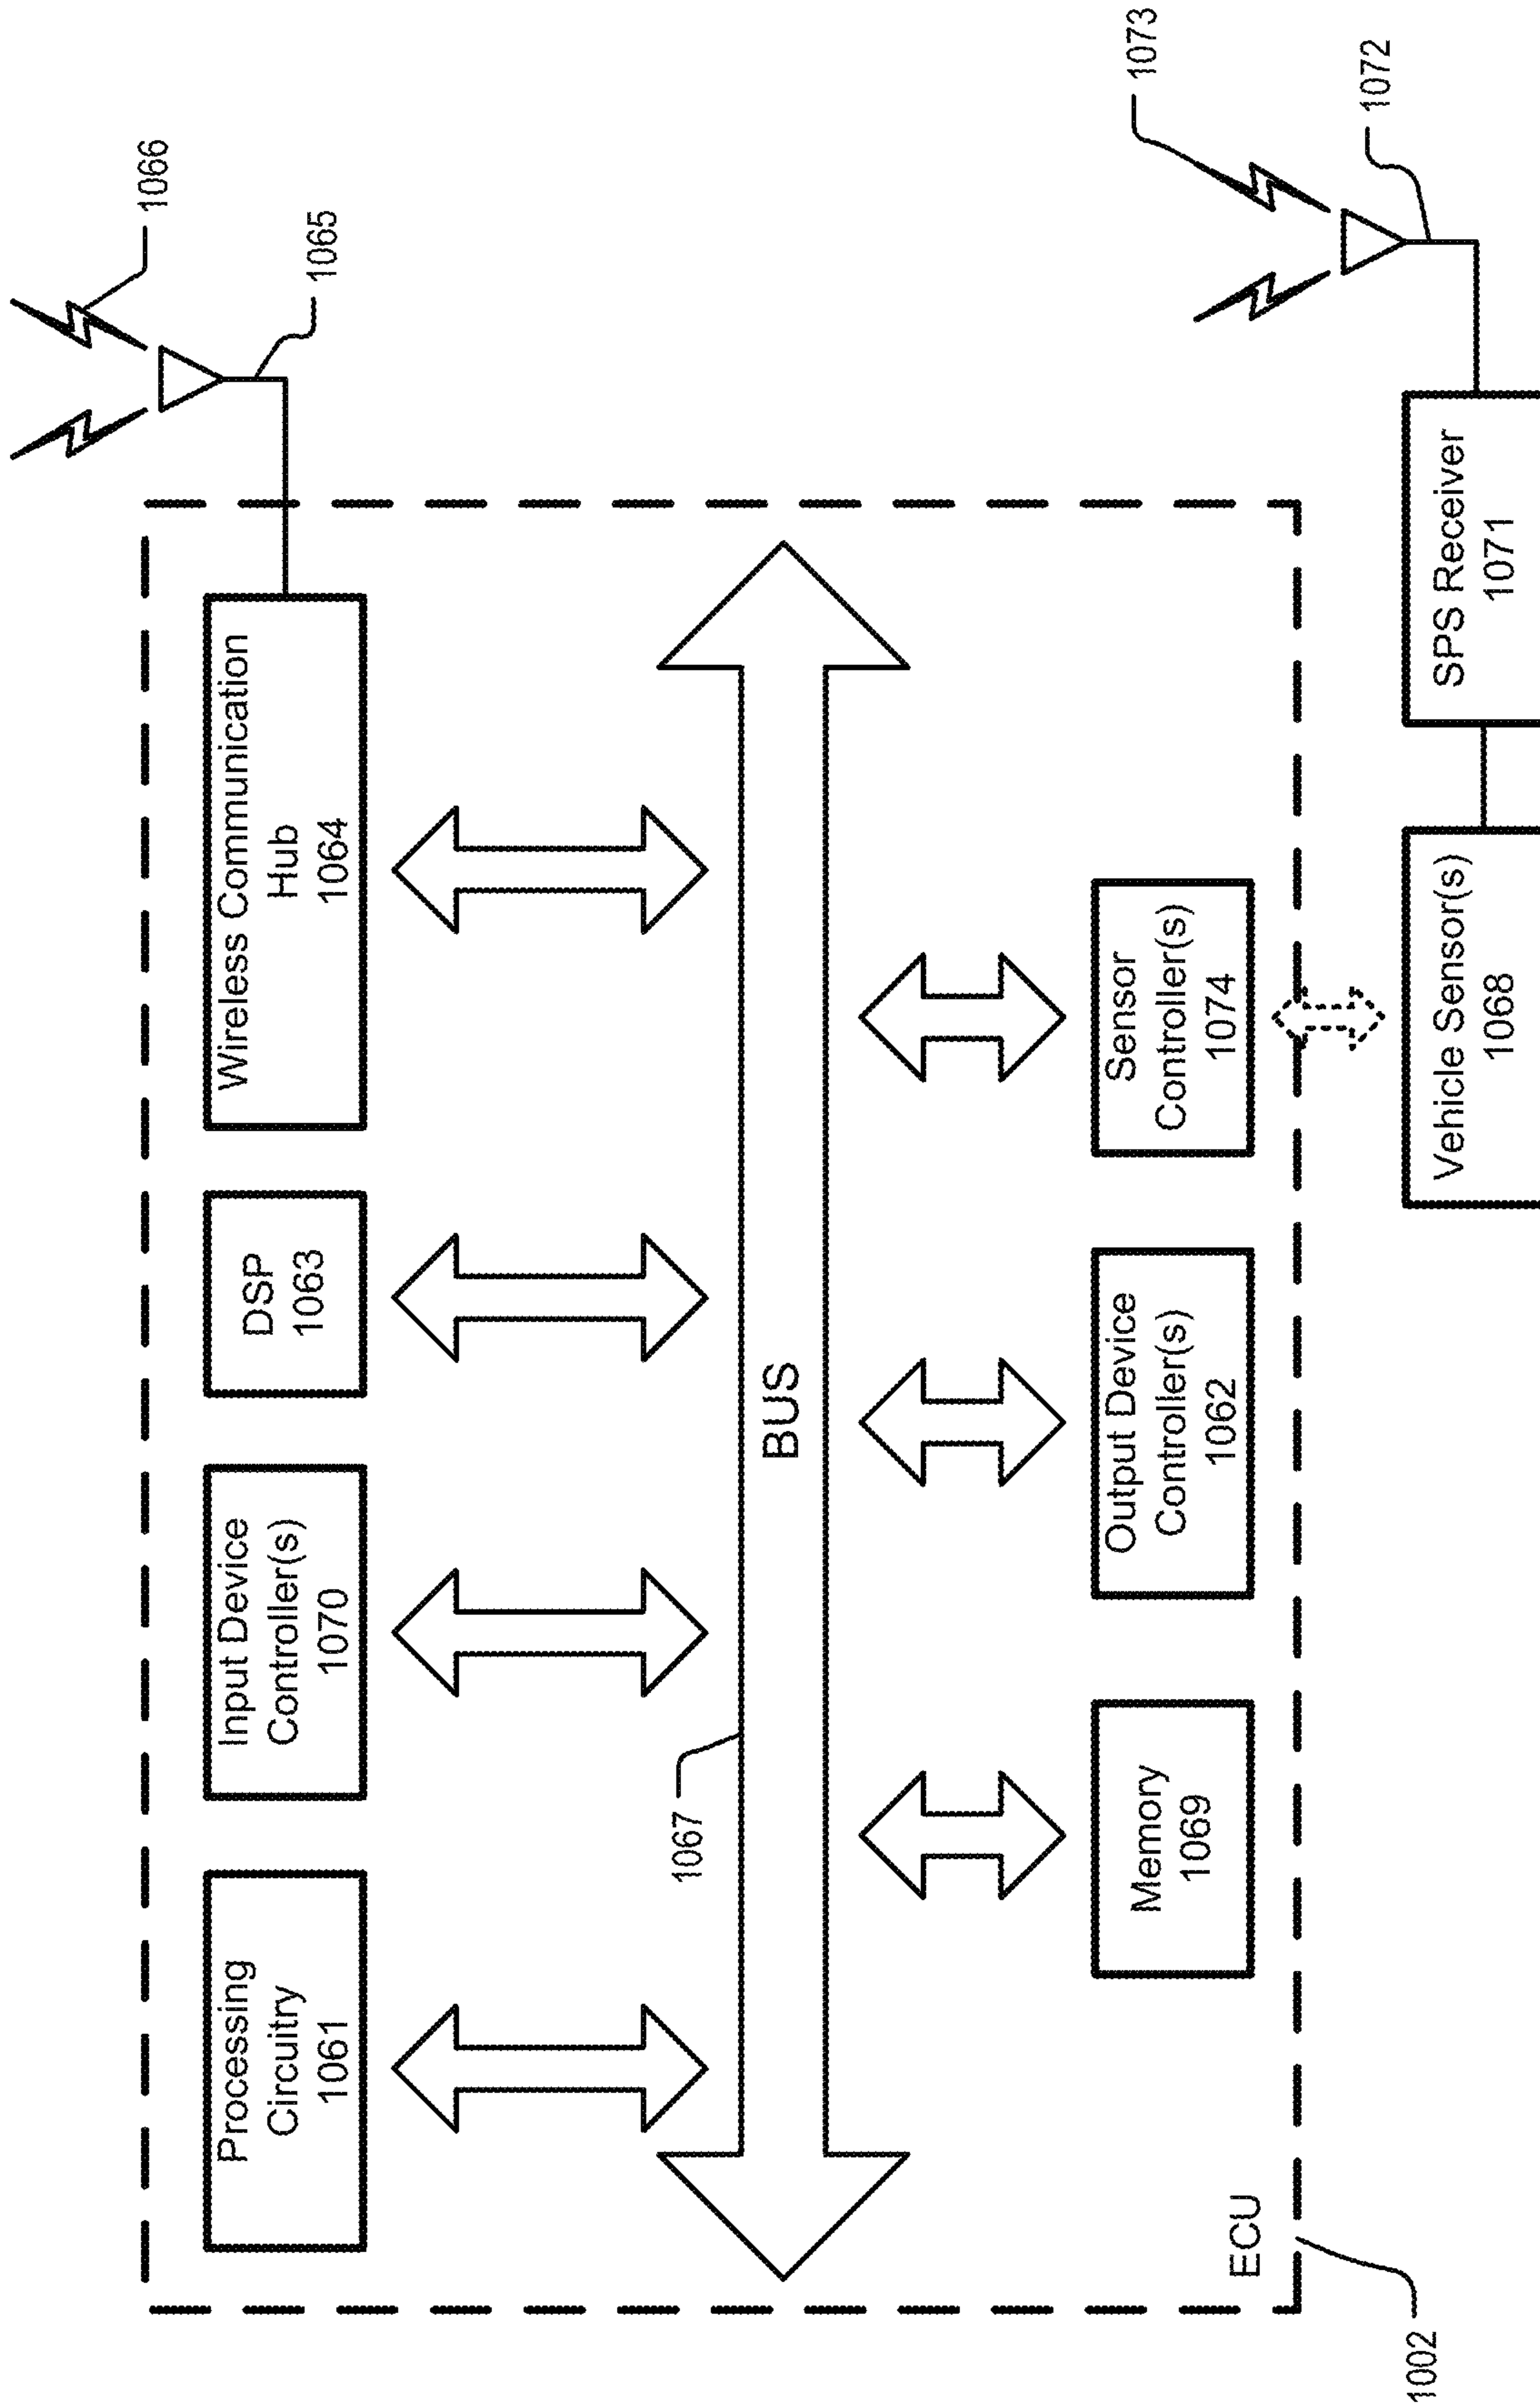 1066
1065
Processing
Circuitry
1061
Input Device
Controller(s)
1070
DSP
1063
Wireless Communication
Hub
1064
1067
BUS
1073
1072
Memory
1069
Output Device
Controller(s)
1062
Sensor
Controller(s)
1074
ECU
1002
Vehicle Sensor(s)
1068
SPS Receiver
1071